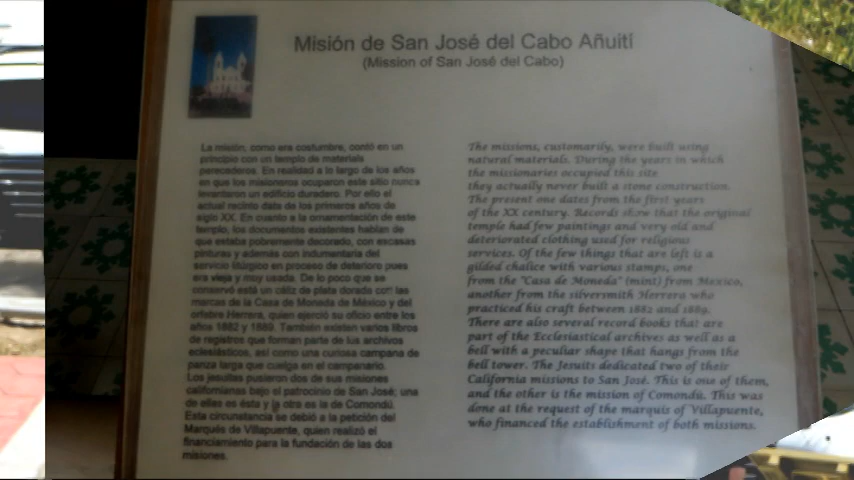 Misión de San José del Cabo Añuití
(Mission of San José del Cabo)
La misión, como era costumbre, contó en un
principio con un templo de materials
perecederos. En realidad a lo largo de los años
en que los misioneros ocuparon este sitio nunca
levantaron un edificio duradero. Por ello el
actual recinto data de los primeros años de
siglo XX. En cuanto a la ornamentación de este
templo, los documentos existentes hablan de
que estaba pobremente decorado, con escasas
pinturas y además con indumentaria del
servicio litúrgico en proceso de deterioro pues
era vieja y muy usada. De lo poco que se
conservó está un cáliz de plata dorada con las
marcas de la Casa de Moneda de México y del
orfebre Herrera, quien ejerció su oficio entre los
años 1882 y 1889. También existen varios libros
de registros que forman parte de los archivos
eclesiásticos, así como una curiosa campana de
panza larga que cuelga en el campanario.
Los jesuitas pusieron dos de sus misiones
californianas bajo el patrocinio de San José; una
de ellas es ésta y la otra es la de Comondú.
Esta circunstancia se debió a la petición del
Marqués de Villapuente, quien realizó el
financiamiento para la fundación de las dos
misiones.
The missions, customarily, were built using
natural materials. During the years in which
the missionaries occupied this site
they actually never built a stone construction.
The present one dates from the first years
of the XX century. Records show that the original
temple had few paintings and very old and
deteriorated clothing used for religious
services. Of the few things that are left is a
gilded chalice with various stamps, one
from the "Casa de Moneda" (mint) from Mexico,
another from the silversmith Herrera who
practiced his craft between 1882 and 1889.
There are also several record books that are
part of the Ecclesiastical archives as well as a
bell with a peculiar shape that hangs from the
bell tower. The Jesuits dedicated two of their
California missions to San José. This is one of them,
and the other is the mission of Comondú. This was
done at the request of the marquis of Villapuente,
who financed the establishment of both missions.